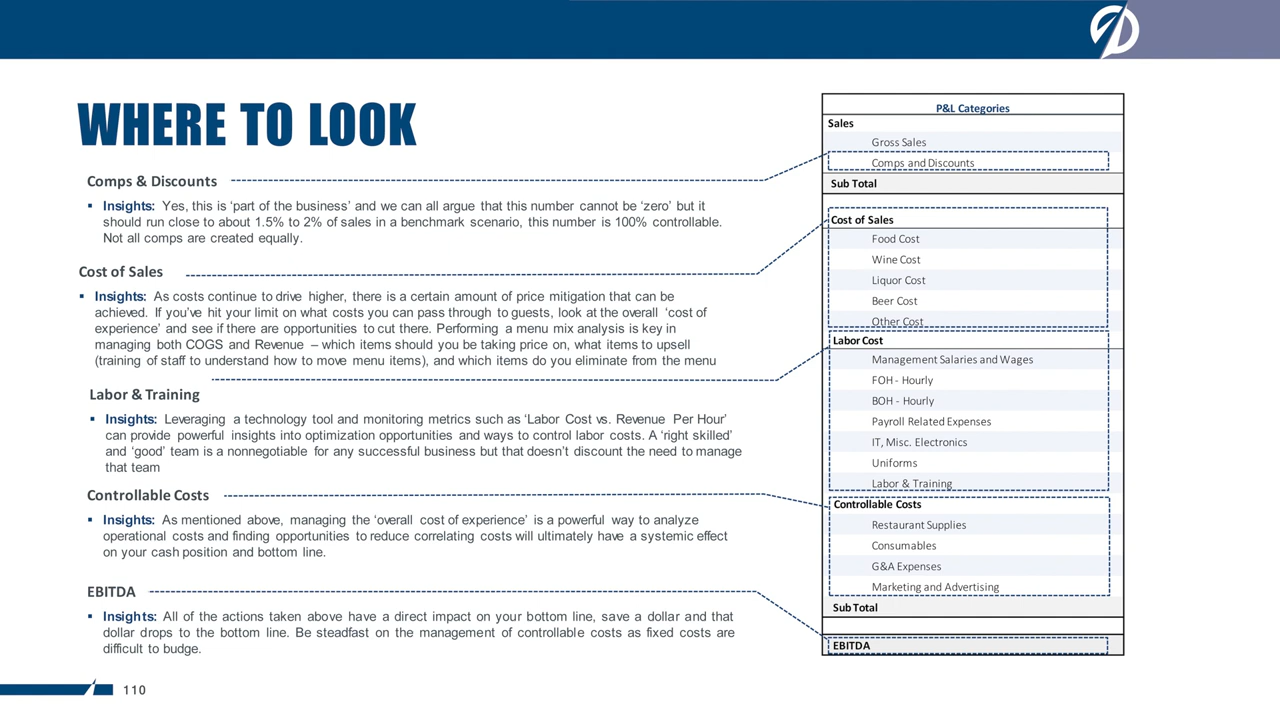 WHERE TO LOOK
Comps & Discounts
▪ Insights: Yes, this is ‘part of the business’ and we can all argue that this number cannot be ‘zero’ but it
should run close to about 1.5% to 2% of sales in a benchmark scenario, this number is 100% controllable.
Not all comps are created equally.
Cost of Sales
▪ Insights: As costs continue to drive higher, there is a certain amount of price mitigation that can be
achieved. If you’ve hit your limit on what costs you can pass through to guests, look at the overall ‘cost of
experience’ and see if there are opportunities to cut there. Performing a menu mix analysis is key in
managing both COGS and Revenue – which items should you be taking price on, what items to upsell
(training of staff to understand how to move menu items), and which items do you eliminate from the menu
Labor & Training
▪ Insights: Leveraging a technology tool and monitoring metrics such as ‘Labor Cost vs. Revenue Per Hour’
can provide powerful insights into optimization opportunities and ways to control labor costs. A ‘right skilled’
and ‘good’ team is a nonnegotiable for any successful business but that doesn’t discount the need to manage
that team
Controllable Costs
▪ Insights: As mentioned above, managing the ‘overall cost of experience’ is a powerful way to analyze
operational costs and finding opportunities to reduce correlating costs will ultimately have a systemic effect
on your cash position and bottom line.
EBITDA
▪ Insights: All of the actions taken above have a direct impact on your bottom line, save a dollar and that
dollar drops to the bottom line. Be steadfast on the management of controllable costs as fixed costs are
difficult to budge.
P&L Categories
Sales
Gross Sales
Comps and Discounts
Sub Total
Cost of Sales
Food Cost
Wine Cost
Liquor Cost
Beer Cost
Other Cost
Labor Cost
Management Salaries and Wages
FOH - Hourly
BOH - Hourly
Payroll Related Expenses
IT, Misc. Electronics
Uniforms
Labor & Training
Controllable Costs
Restaurant Supplies
Consumables
G&A Expenses
Marketing and Advertising
Sub Total
EBITDA
110